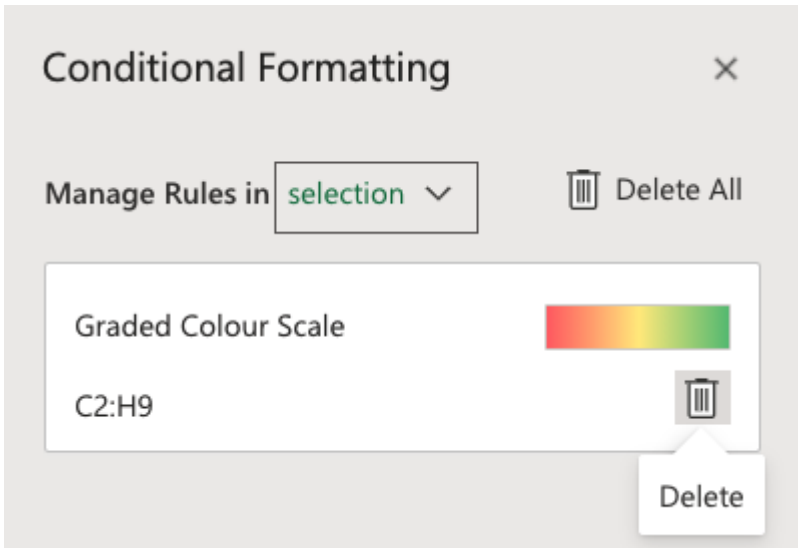 Conditional Formatting
Manage Rules in selection Delete All
Graded Colour Scale
C2:H9
Delete